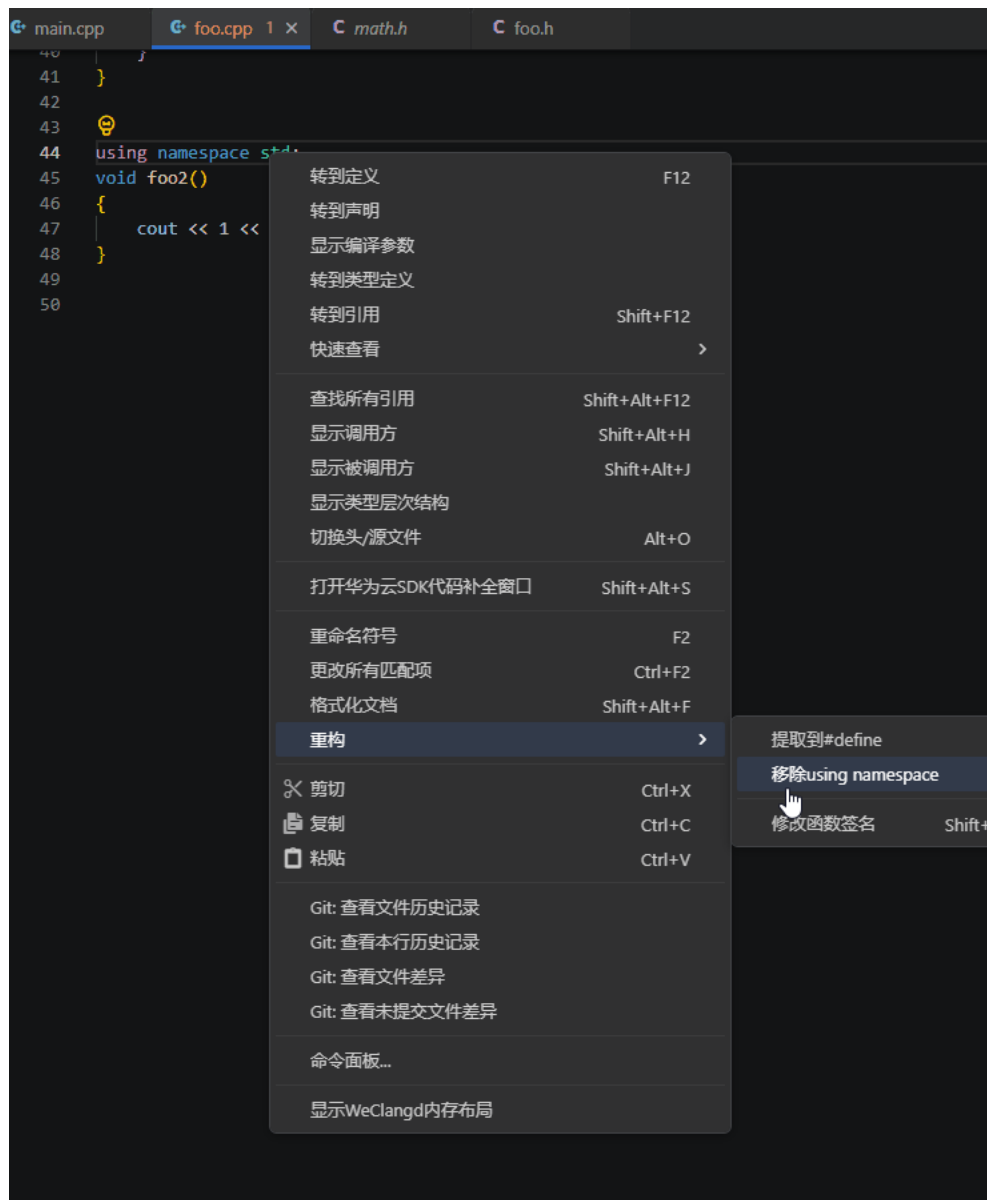 main.cpp foo.cpp 1 math.h foo.h
40 }
41 }
42
43
44 using namespace std;
45 void foo2()
46 {
47 cout << 1 <<
48 }
49
50
转到定义 F12
转到声明
显示编译参数
转到类型定义
转到引用 Shift+F12
快速查看
查找所有引用 Shift+Alt+F12
显示调用方 Shift+Alt+H
显示被调用方 Shift+Alt+J
显示类型层次结构
切换头/源文件 Alt+O
打开华为云SDK代码补全窗口 Shift+Alt+S
重命名符号 F2
更改所有匹配项 Ctrl+F2
格式化文档 Shift+Alt+F
重构
提取到#define
移除using namespace
修改函数签名 Shift+
剪切 Ctrl+X
复制 Ctrl+C
粘贴 Ctrl+V
Git: 查看文件历史记录
Git: 查看本行历史记录
Git: 查看文件差异
Git: 查看未提交文件差异
命令面板...
显示WeClangd内存布局